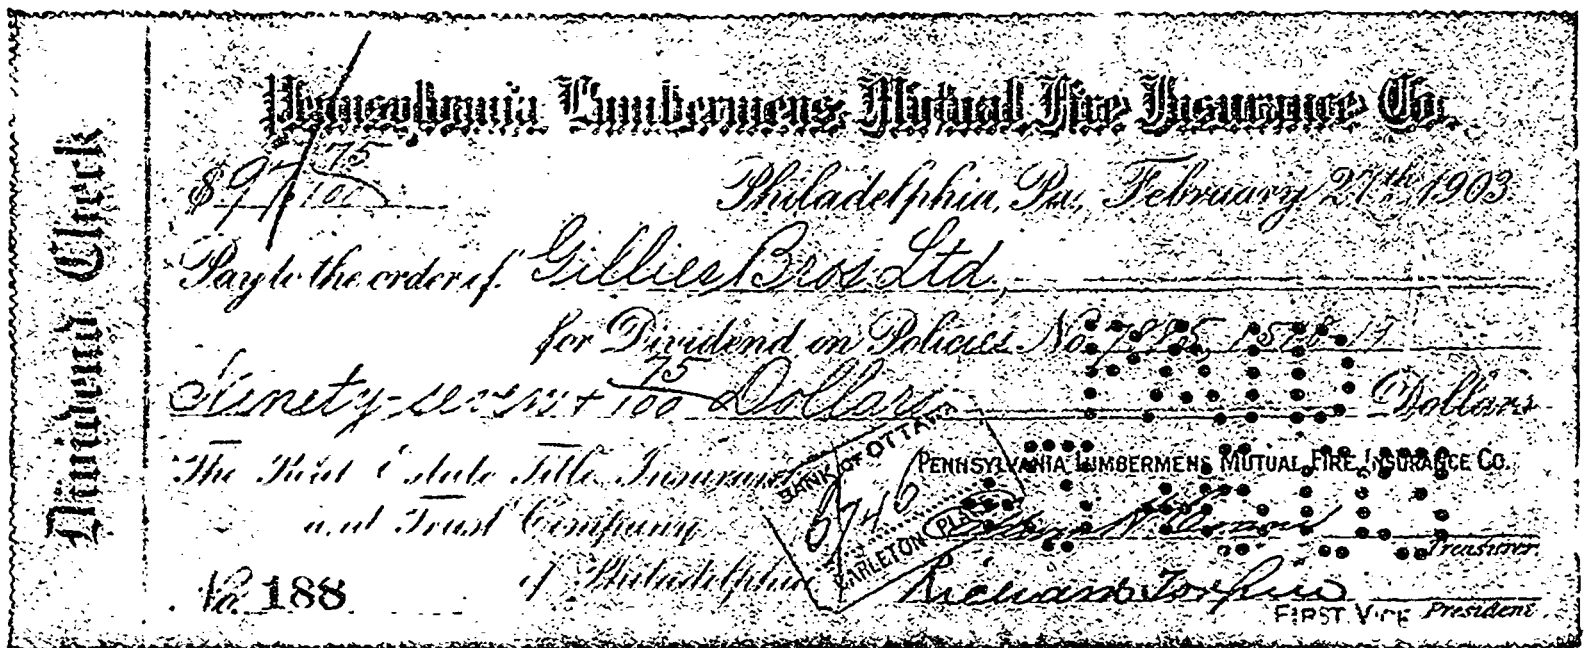 Dividend Check
Pennsylvania Lumbermens Mutual Fire Insurance Co.
$97 75/100
Philadelphia, Pa., February 27th 1903.
Pay to the order of Gillies Bros Ltd.
for Dividend on Policies No. 7885,
Ninety-seven + 75/100 Dollars Dollars
The Real Estate Title Insurance
and Trust Company
of Philadelphia
No. 188
BANK OF OTTAWA
CARLETON PLACE
PENNSYLVANIA LUMBERMENS MUTUAL FIRE INSURANCE CO.
Treasurer.
FIRST VICE President.